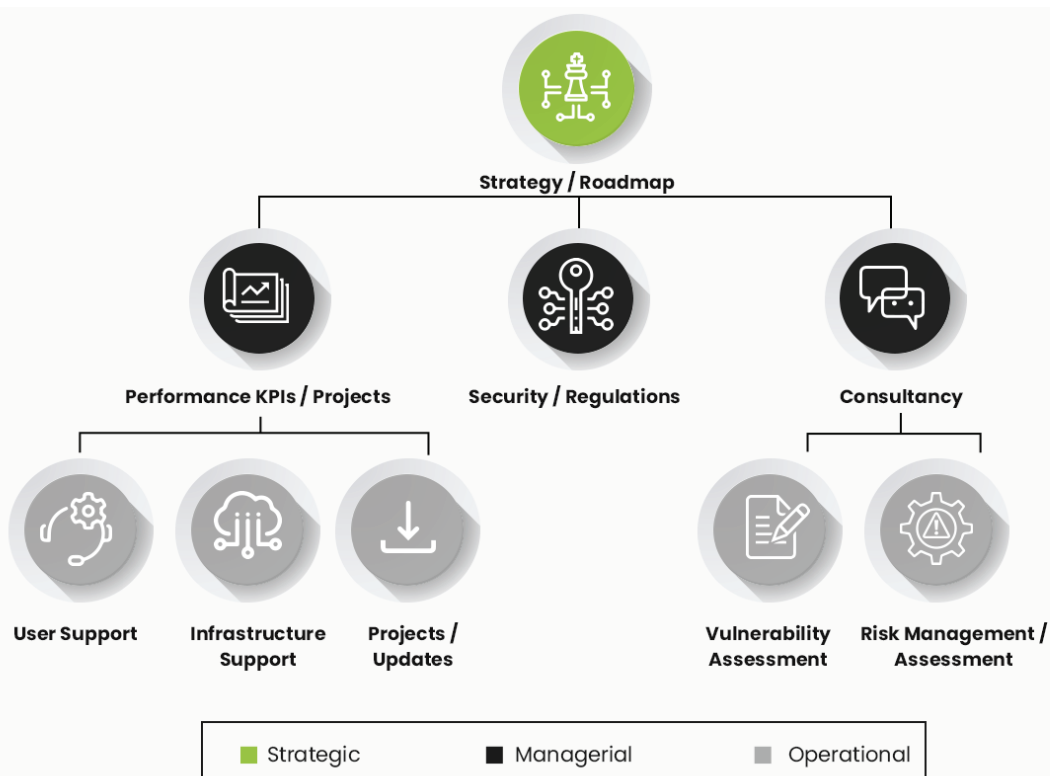 Strategy / Roadmap
Performance KPIs / Projects
Security / Regulations
Consultancy
User Support
Infrastructure
Support
Projects /
Updates
Vulnerability
Assessment
Risk Management /
Assessment
Strategic
Managerial
Operational